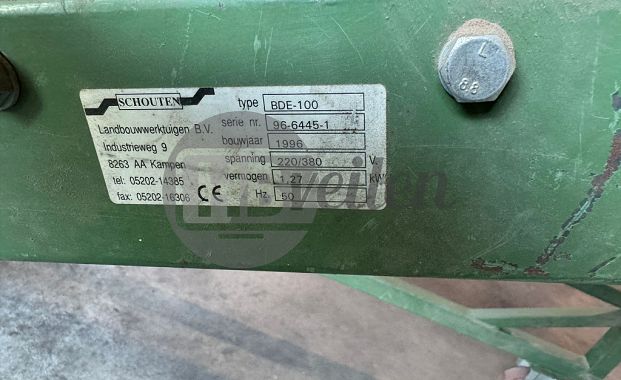 SCHOUTEN
Landbouwwerktuigen B.V.
Industrieweg 9
8263 AA Kampen
tel: 05202-14385
fax: 05202-16306
CE
type BDE-100
serie nr. 96-6445-1
bouwjaar 1996
spanning 220/380 V.
vermogen 1,27 kW
Hz. 50
veilen
L
88